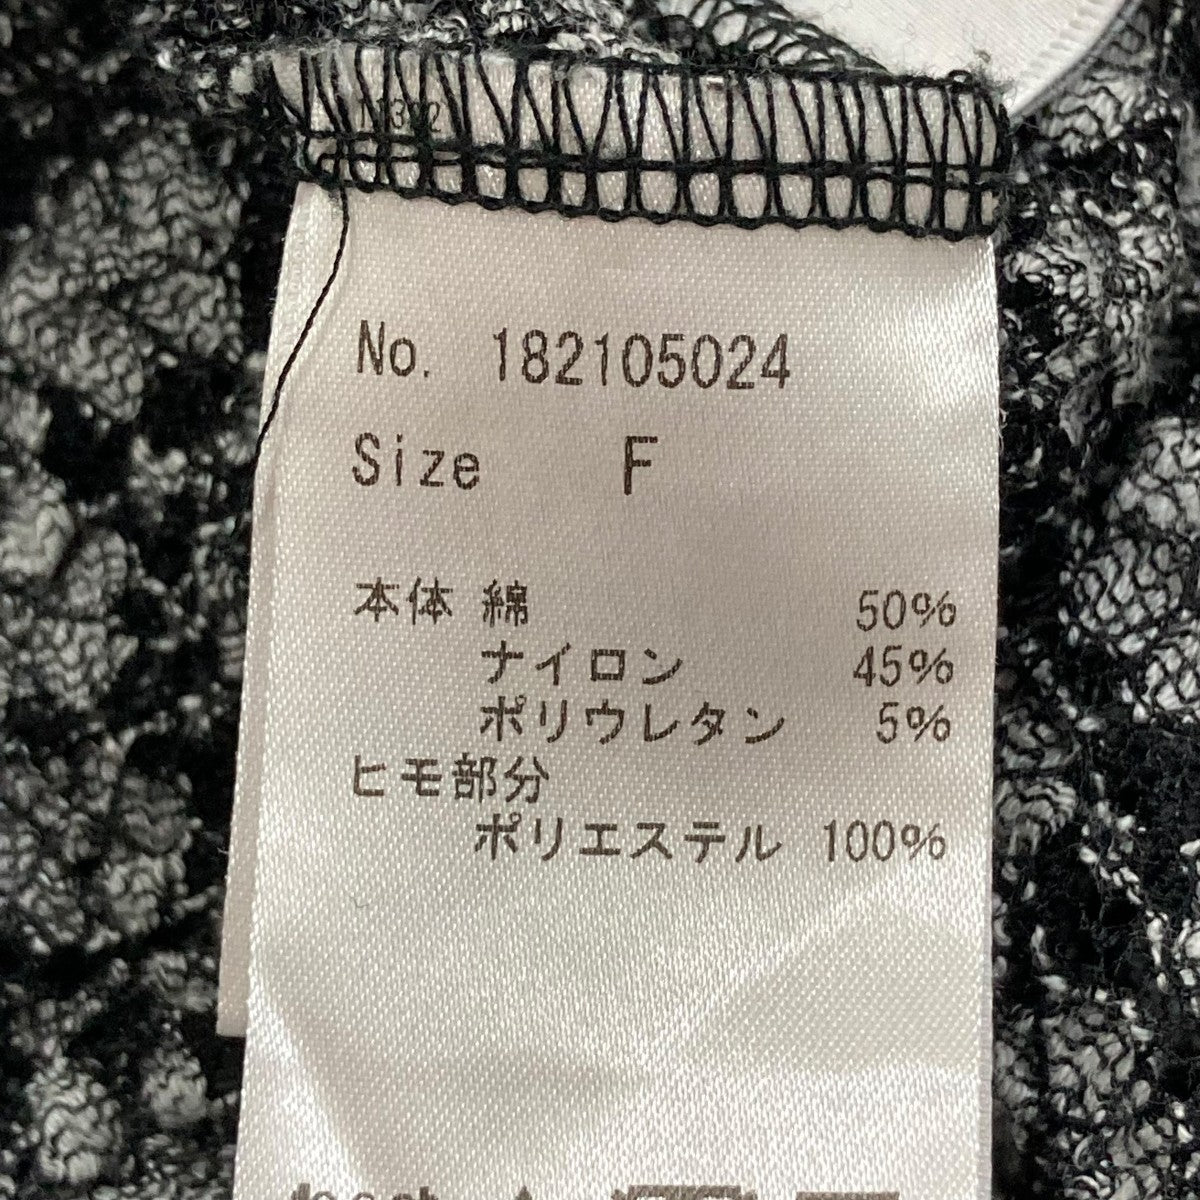 No. 182105024
Size F
本体 綿 50%
ナイロン 45%
ポリウレタン 5%
ヒモ部分
ポリエステル 100%